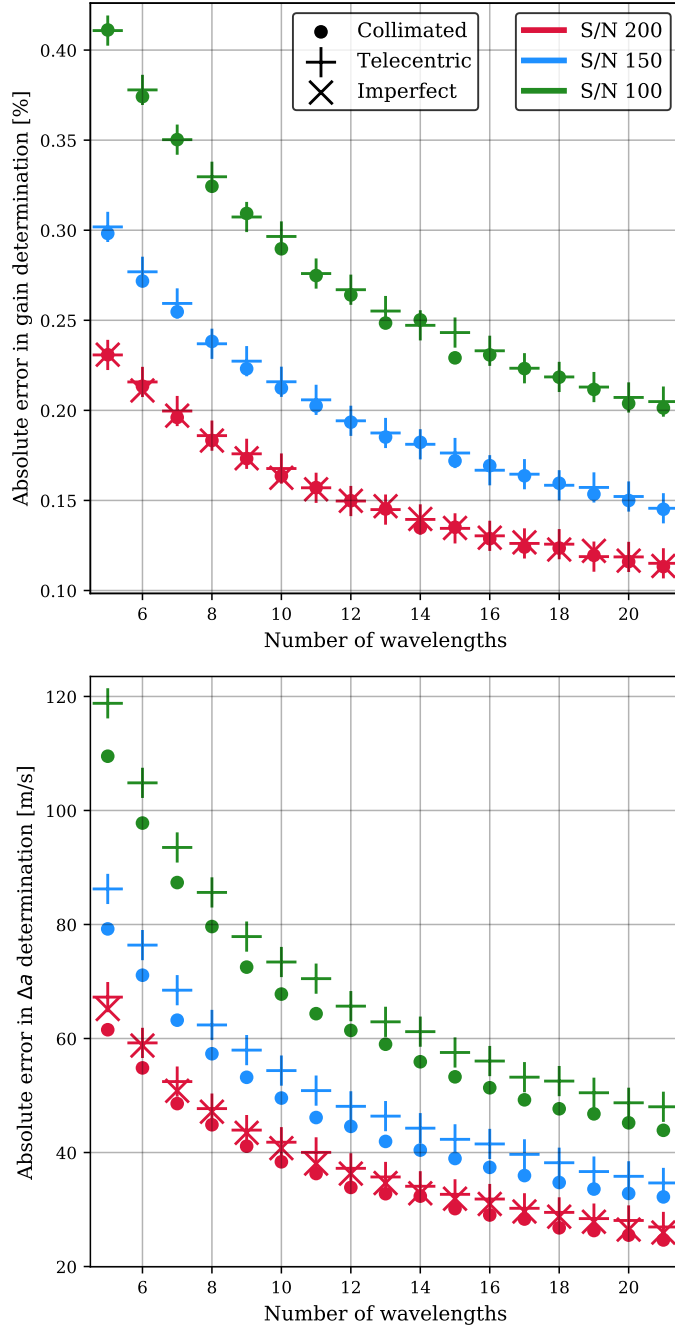 0.40
0.35
0.30
0.25
0.20
0.15
0.10
Absolute error in gain determination [%]
Collimated
Telecentric
Imperfect
S/N 200
S/N 150
S/N 100
6 8 10 12 14 16 18 20
Number of wavelengths
120
100
80
60
40
20
Absolute error in Δa determination [m/s]
6 8 10 12 14 16 18 20
Number of wavelengths